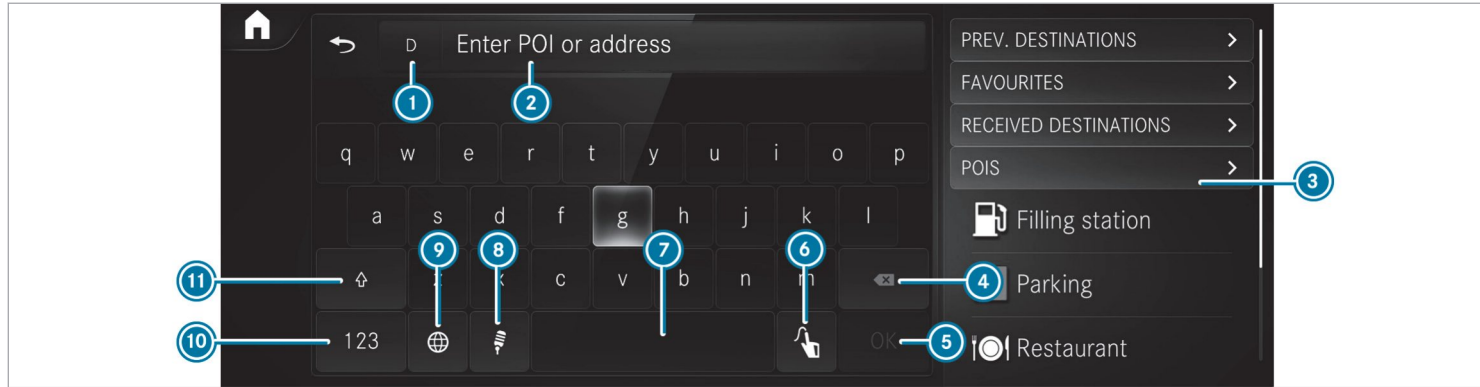 D Enter POI or address
1 2
q w e r t y u i o p
a s d f g h j k l
9 8 7 6
11 c v b n m 4
10 123 OK 5
PREV. DESTINATIONS
FAVOURITES
RECEIVED DESTINATIONS
POIS
3
Filling station
Parking
Restaurant